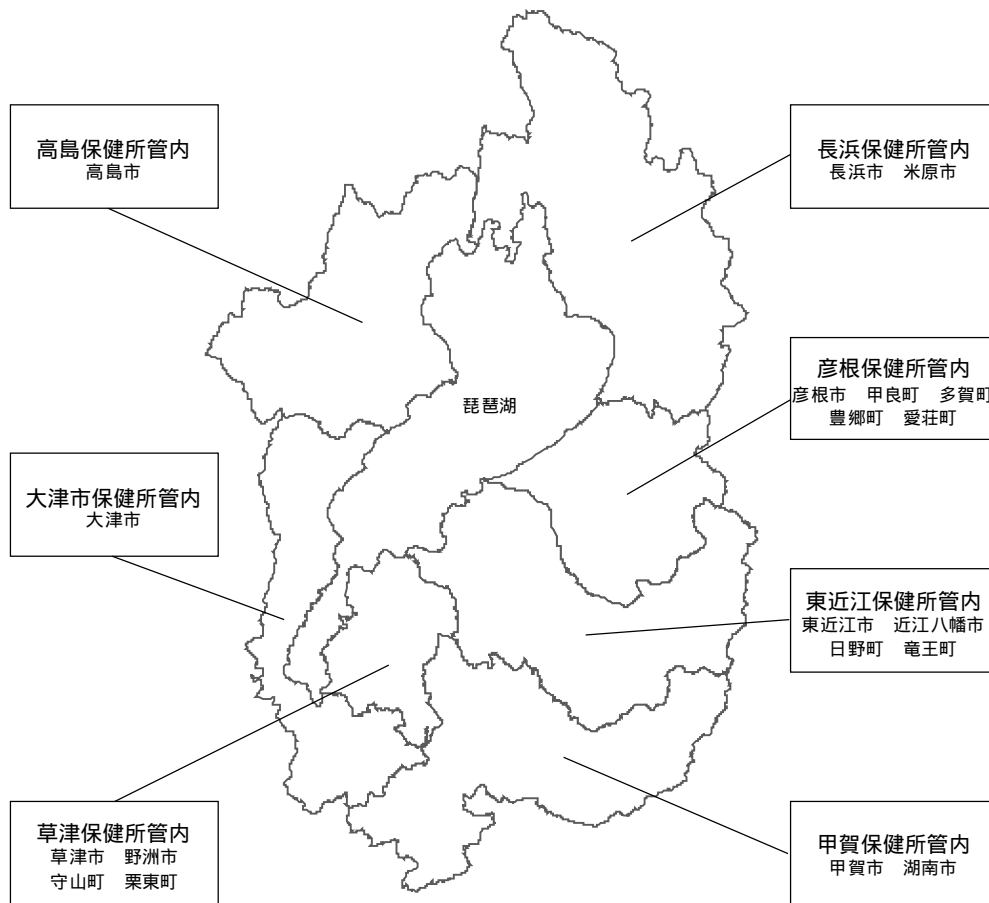 高島保健所管内
高島市
長浜保健所管内
長浜市　米原市
琵琶湖
彦根保健所管内
彦根市　甲良町　多賀町
豊郷町　愛荘町
大津市保健所管内
大津市
東近江保健所管内
東近江市　近江八幡市
日野町　竜王町
草津保健所管内
草津市　野洲市
守山町　栗東町
甲賀保健所管内
甲賀市　湖南市